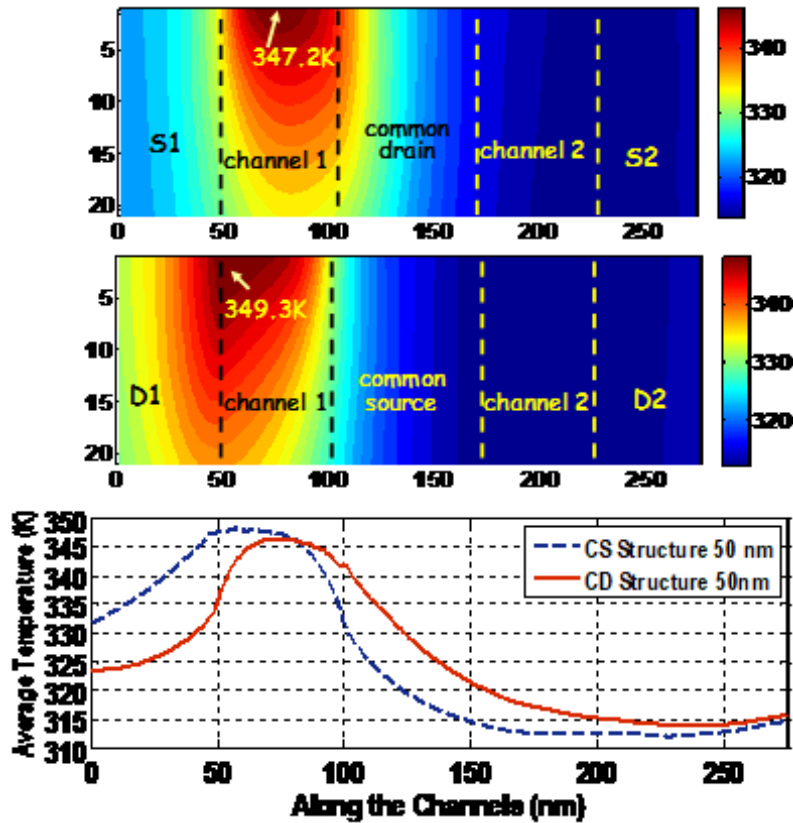 5
10
15
20
0
50
100
150
200
250
347.2K
S1
channel 1
common
drain
channel 2
S2
340
330
320
5
10
15
20
0
50
100
150
200
250
349.3K
D1
channel 1
common
source
channel 2
D2
340
330
320
Average Temperature (K)
350
345
340
335
330
325
320
315
310
0
50
100
150
200
250
CS Structure 50 nm
CD Structure 50nm
Along the Channels (nm)